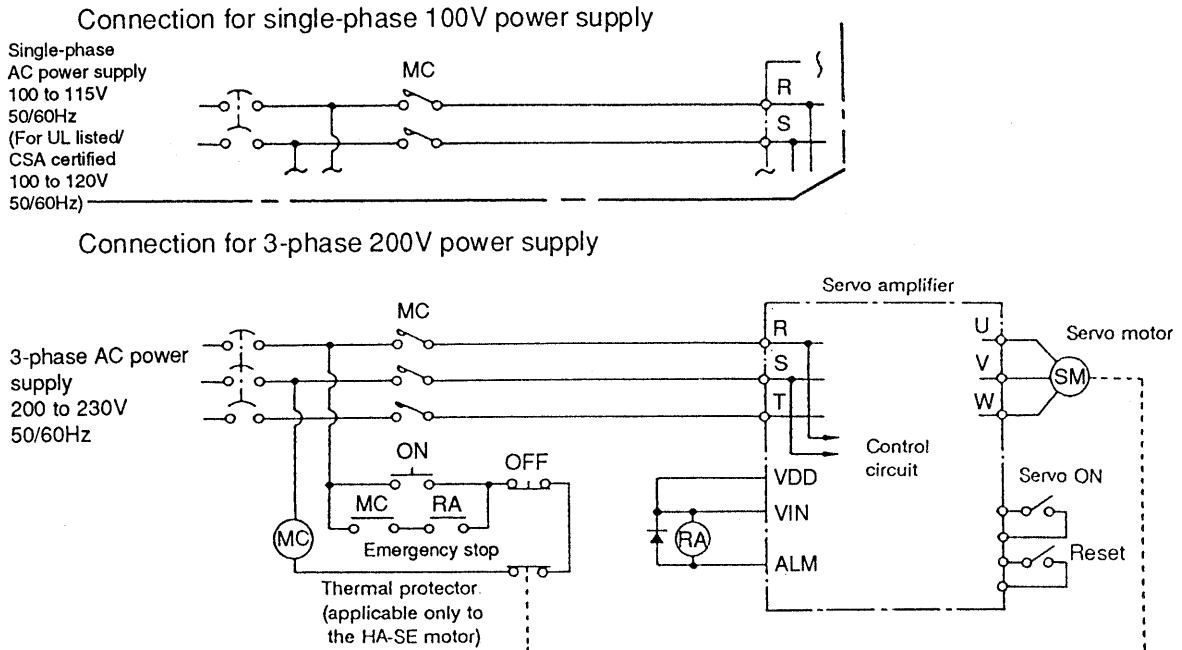 Connection for single-phase 100V power supply
Single-phase
AC power supply
100 to 115V
50/60Hz
(For UL listed/
CSA certified
100 to 120V
50/60Hz)
MC
R
S
Connection for 3-phase 200V power supply
Servo amplifier
MC
R
S
T
U
V
W
Servo motor
SM
3-phase AC power
supply
200 to 230V
50/60Hz
ON
OFF
MC
RA
MC
Emergency stop
Thermal protector.
(applicable only to
the HA-SE motor)
Control
circuit
VDD
VIN
RA
ALM
Servo ON
Reset